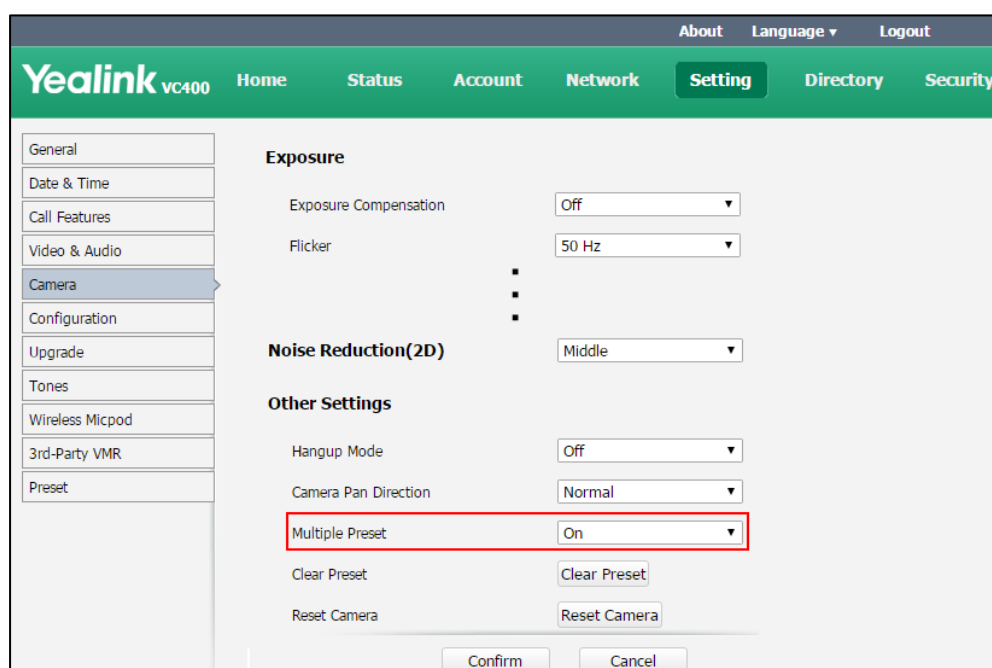 About Language ▾ Logout
Yealink VC400 Home Status Account Network Setting Directory Security
General
Date & Time
Call Features
Video & Audio
Camera
Configuration
Upgrade
Tones
Wireless Micpod
3rd-Party VMR
Preset
Exposure
Exposure Compensation Off
Flicker 50 Hz
Noise Reduction(2D) Middle
Other Settings
Hangup Mode Off
Camera Pan Direction Normal
Multiple Preset On
Clear Preset Clear Preset
Reset Camera Reset Camera
Confirm Cancel